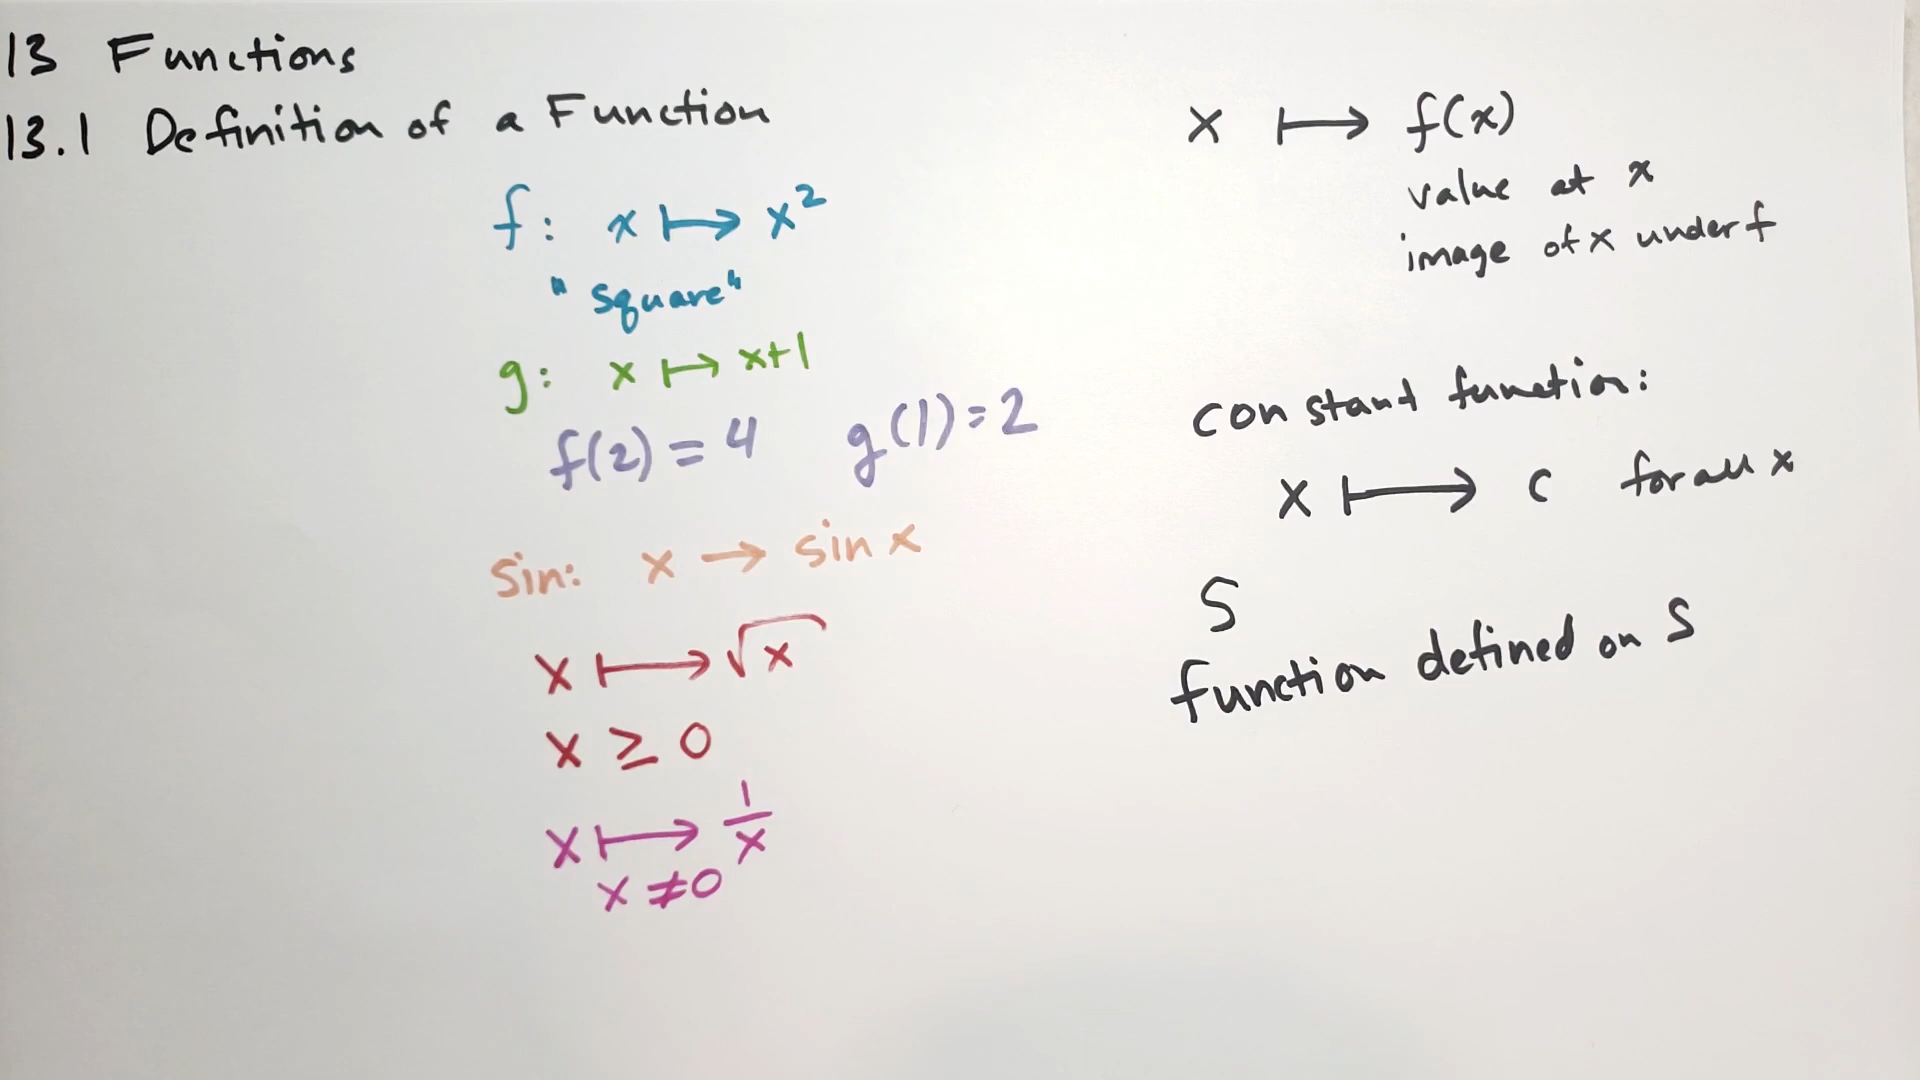 13 Functions
13.1 Definition of a Function
f: x ↦ x²
"square"
g: x ↦ x+1
f(2) = 4 g(1) = 2
sin: x → sin x
x ↦ √x
x ≥ 0
x ↦ 1/x
x ≠ 0
x ↦ f(x)
value at x
image of x under f
constant function:
x ↦ c for all x
S
function defined on S